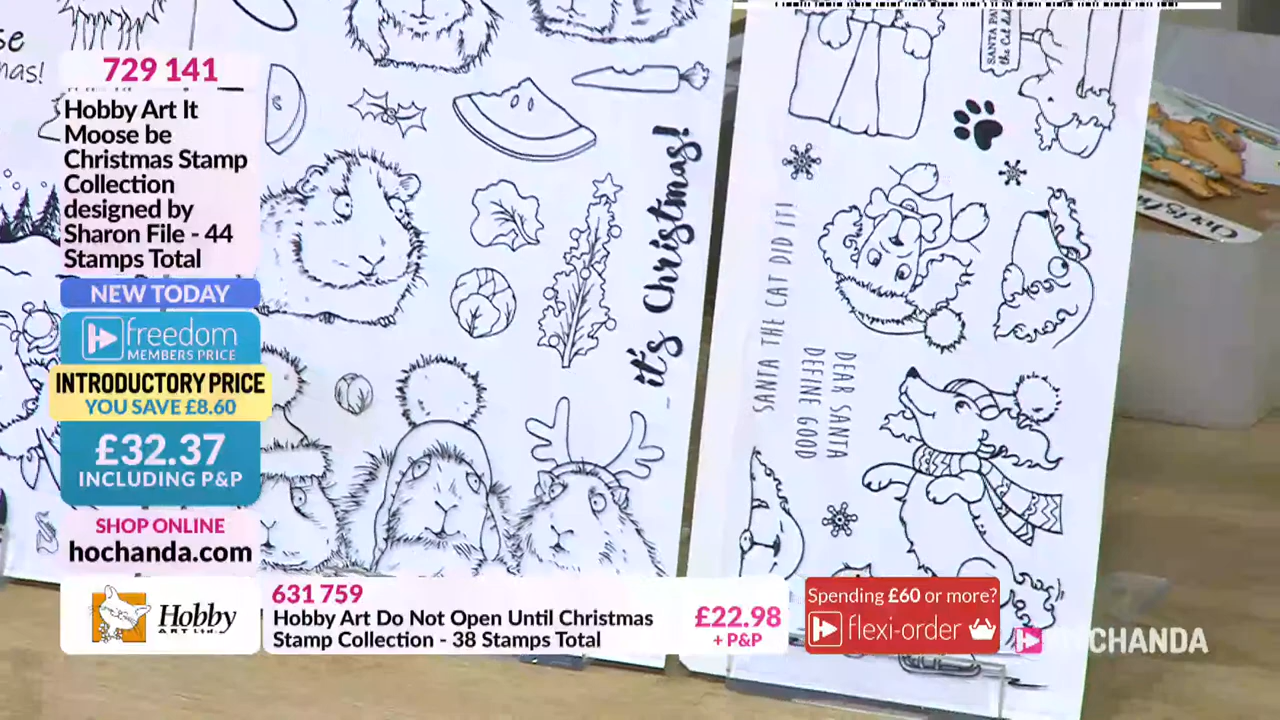 729 141
Hobby Art It
Moose be
Christmas Stamp
Collection
designed by
Sharon File - 44
Stamps Total
NEW TODAY
freedom
MEMBERS PRICE
INTRODUCTORY PRICE
YOU SAVE £8.60
£32.37
INCLUDING P&P
SHOP ONLINE
hochanda.com
mas!
it's Christmas!
SANTA THE CAT DID IT!
DEAR SANTA
DEFINE GOOD
Hobby
ART Ltd.
631 759
Hobby Art Do Not Open Until Christmas
Stamp Collection - 38 Stamps Total
£22.98
+ P&P
Spending £60 or more?
flexi-order
HOCHANDA